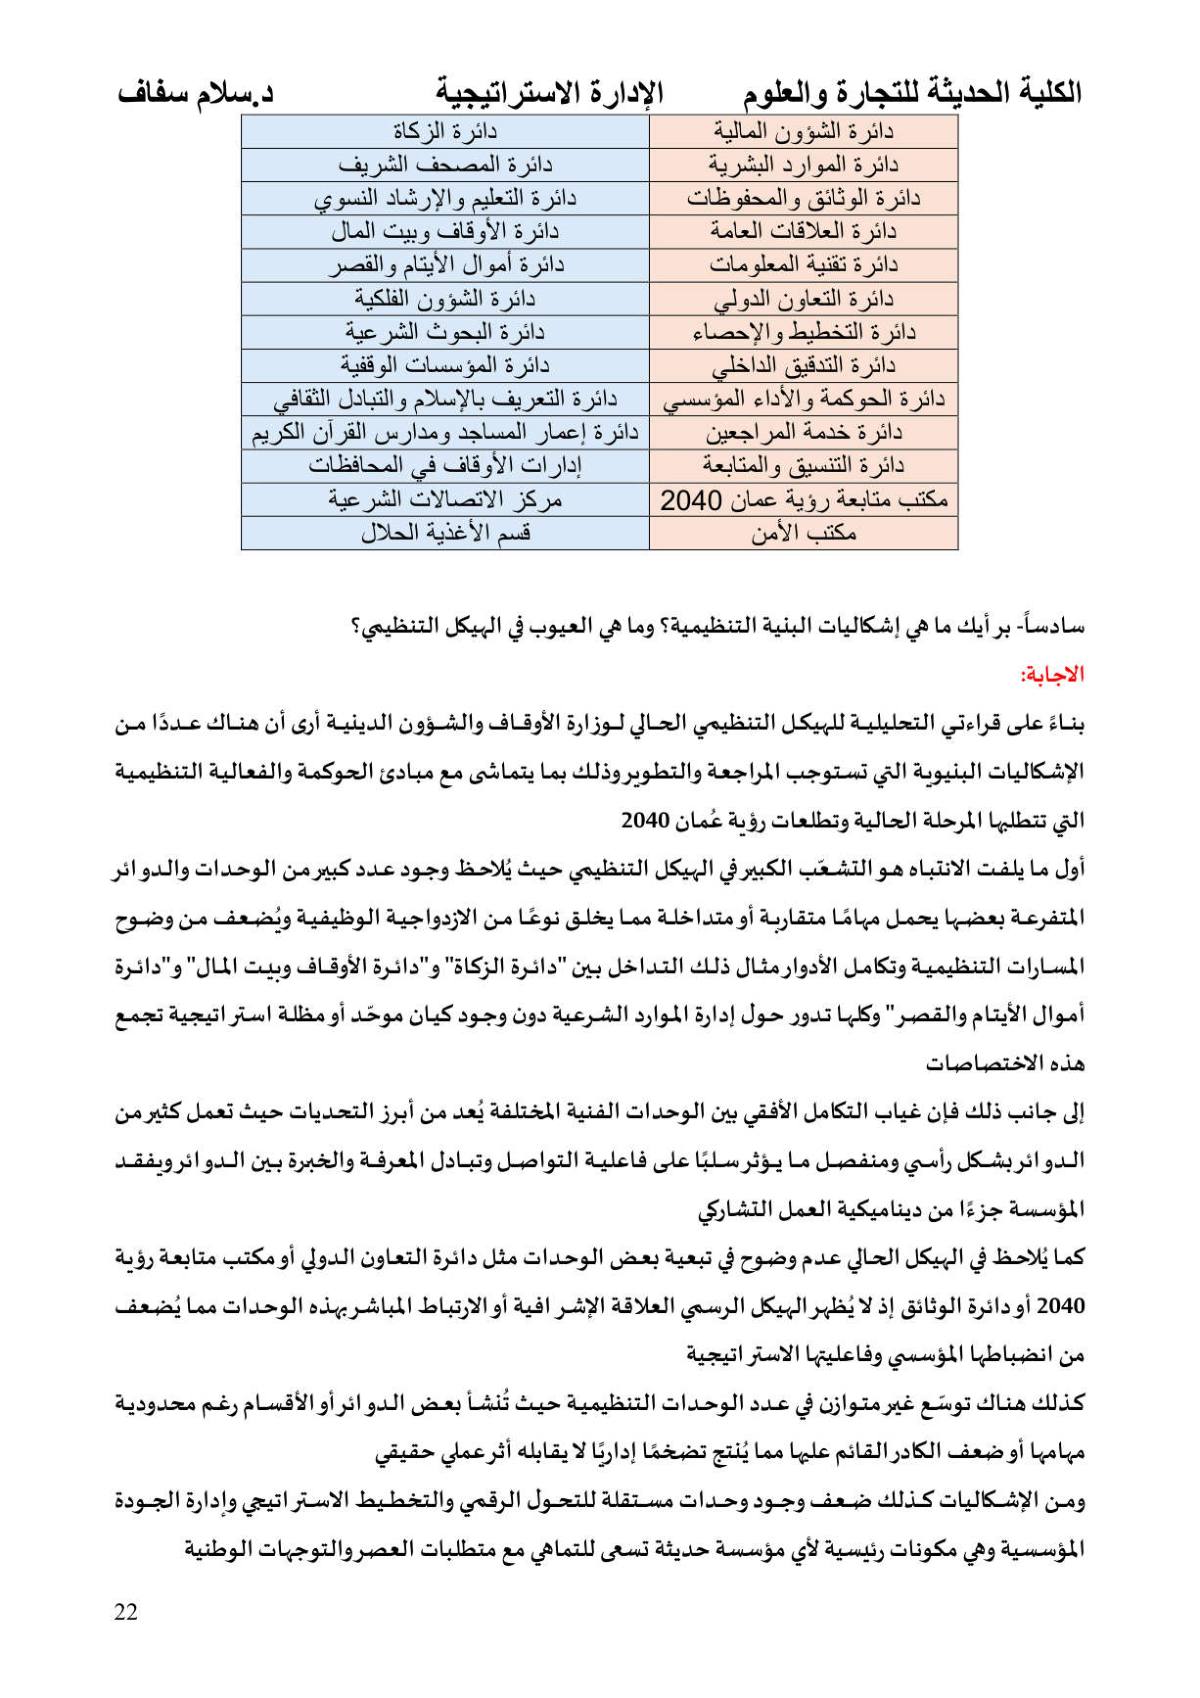 الكلية الحديثة للتجارة والعلوم الإدارة الاستراتيجية د.سلام سفاف
دائرة الشؤون المالية دائرة الزكاة
دائرة الموارد البشرية دائرة المصحف الشريف
دائرة الوثائق والمحفوظات دائرة التعليم والإرشاد النسوي
دائرة العلاقات العامة دائرة الأوقاف وبيت المال
دائرة تقنية المعلومات دائرة أموال الأيتام والقصر
دائرة التعاون الدولي دائرة الشؤون الفلكية
دائرة التخطيط والإحصاء دائرة البحوث الشرعية
دائرة التدقيق الداخلي دائرة المؤسسات الوقفية
دائرة الحوكمة والأداء المؤسسي دائرة التعريف بالإسلام والتبادل الثقافي
دائرة خدمة المراجعين دائرة إعمار المساجد ومدارس القرآن الكريم
دائرة التنسيق والمتابعة إدارات الأوقاف في المحافظات
مكتب متابعة رؤية عمان 2040 مركز الاتصالات الشرعية
مكتب الأمن قسم الأغذية الحلال
سادساً- برأيك ما هي إشكاليات البنية التنظيمية؟ وما هي العيوب في الهيكل التنظيمي؟
الاجابة:
بناءً على قراءتي التحليلية للهيكل التنظيمي الحالي لوزارة الأوقاف والشؤون الدينية أرى أن هناك عددًا من
الإشكاليات البنيوية التي تستوجب المراجعة والتطوير وذلك بما يتماشى مع مبادئ الحوكمة والفعالية التنظيمية
التي تتطلبها المرحلة الحالية وتطلعات رؤية عُمان 2040
أول ما يلفت الانتباه هو التشعّب الكبير في الهيكل التنظيمي حيث يُلاحظ وجود عدد كبير من الوحدات والدوائر
المتفرعة بعضها يحمل مهامًا متقاربة أو متداخلة مما يخلق نوعًا من الازدواجية الوظيفية ويُضعف من وضوح
المسارات التنظيمية وتكامل الأدوار مثال ذلك التداخل بين "دائرة الزكاة" و"دائرة الأوقاف وبيت المال" و"دائرة
أموال الأيتام والقصر" وكلها تدور حول إدارة الموارد الشرعية دون وجود كيان موحّد أو مظلة استراتيجية تجمع
هذه الاختصاصات
إلى جانب ذلك فإن غياب التكامل الأفقي بين الوحدات الفنية المختلفة يُعد من أبرز التحديات حيث تعمل كثير من
الدوائر بشكل رأسي ومنفصل ما يؤثر سلبًا على فاعلية التواصل وتبادل المعرفة والخبرة بين الدوائر ويفقد
المؤسسة جزءًا من ديناميكية العمل التشاركي
كما يُلاحظ في الهيكل الحالي عدم وضوح في تبعية بعض الوحدات مثل دائرة التعاون الدولي أو مكتب متابعة رؤية
2040 أو دائرة الوثائق إذ لا يُظهر الهيكل الرسمي العلاقة الإشرافية أو الارتباط المباشر بهذه الوحدات مما يُضعف
من انضباطها المؤسسي وفاعليتها الاستراتيجية
كذلك هناك توسّع غير متوازن في عدد الوحدات التنظيمية حيث تُنشأ بعض الدوائر أو الأقسام رغم محدودية
مهامها أو ضعف الكادر القائم عليها مما يُنتج تضخمًا إداريًا لا يقابله أثر عملي حقيقي
ومن الإشكاليات كذلك ضعف وجود وحدات مستقلة للتحول الرقمي والتخطيط الاستراتيجي وإدارة الجودة
المؤسسية وهي مكونات رئيسية لأي مؤسسة حديثة تسعى للتماهي مع متطلبات العصر والتوجهات الوطنية
22